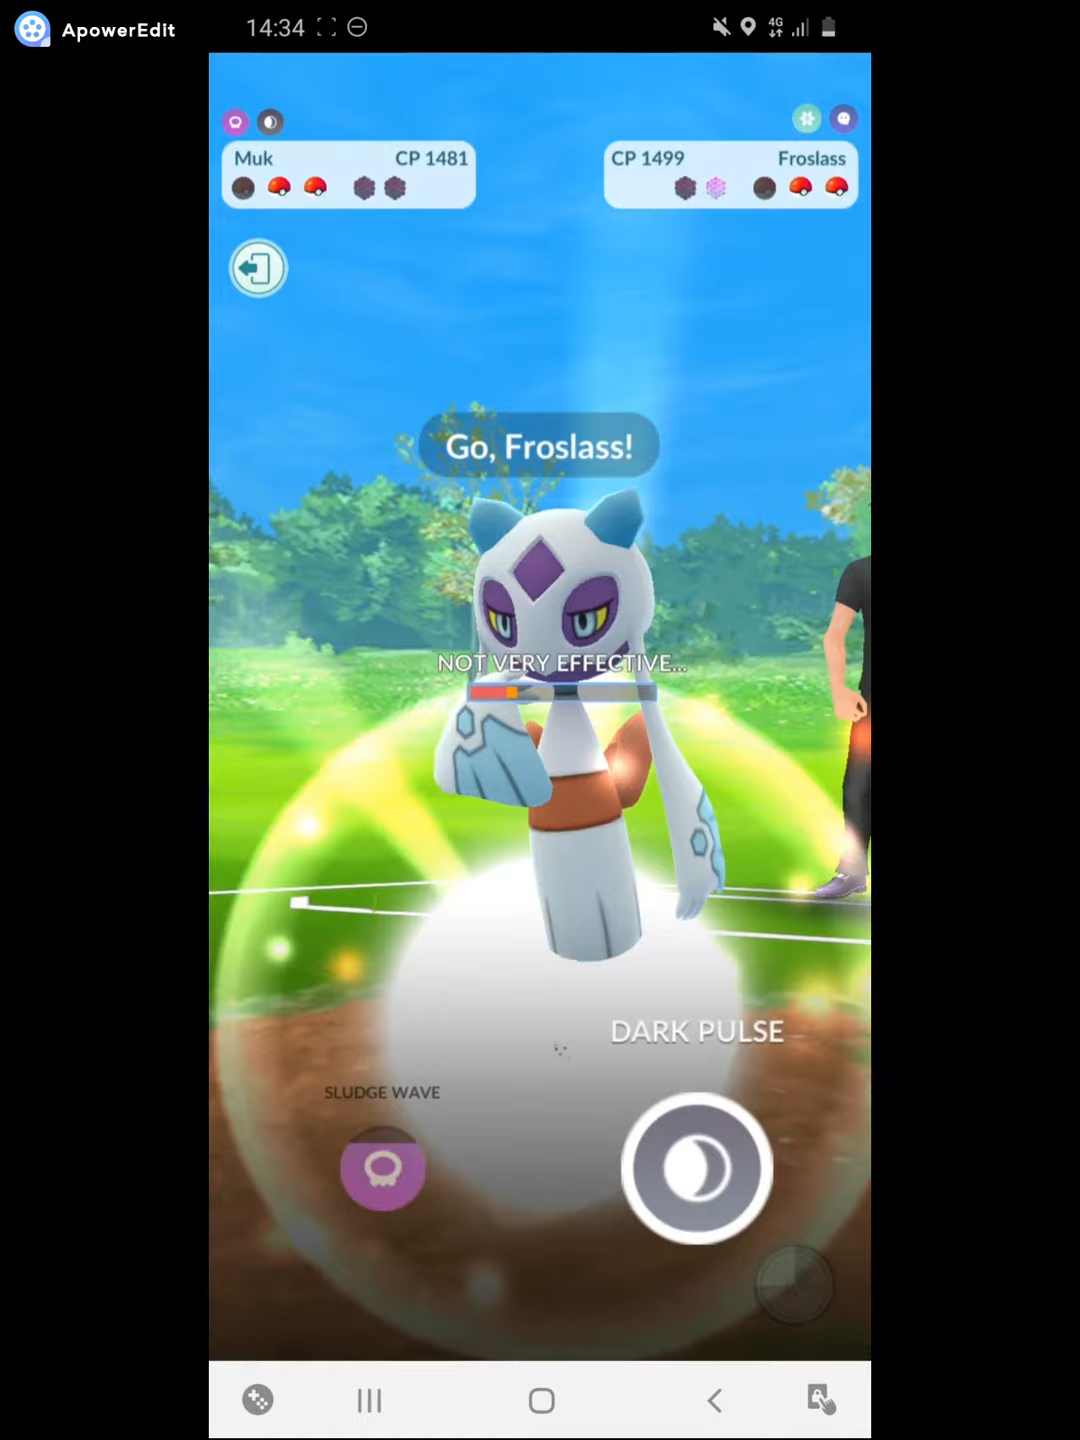 ApowerEdit
14:34
4G
Muk CP 1481
CP 1499 Froslass
Go, Froslass!
NOT VERY EFFECTIVE...
DARK PULSE
SLUDGE WAVE